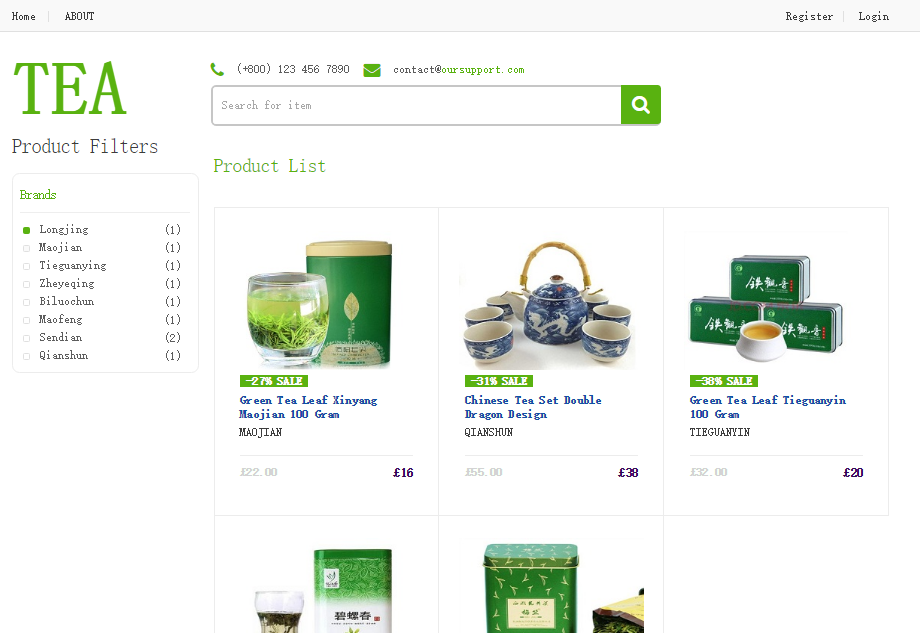 Home
ABOUT
Register
Login
TEA
(+800) 123 456 7890
contact@oursupport.com
Search for item
Product Filters
Product List
Brands
Longjing (1)
Maojian (1)
Tieguanying (1)
Zheyeqing (1)
Biluochun (1)
Maofeng (1)
Sendian (2)
Qianshun (1)
铁观音
铁观音
铁观音
-27% SALE
-31% SALE
-38% SALE
Green Tea Leaf Xinyang
Maojian 100 Gram
MAOJIAN
Chinese Tea Set Double
Dragon Design
QIANSHUN
Green Tea Leaf Tieguanyin
100 Gram
TIEGUANYIN
£22.00 £16
£55.00 £38
£32.00 £20
碧螺春